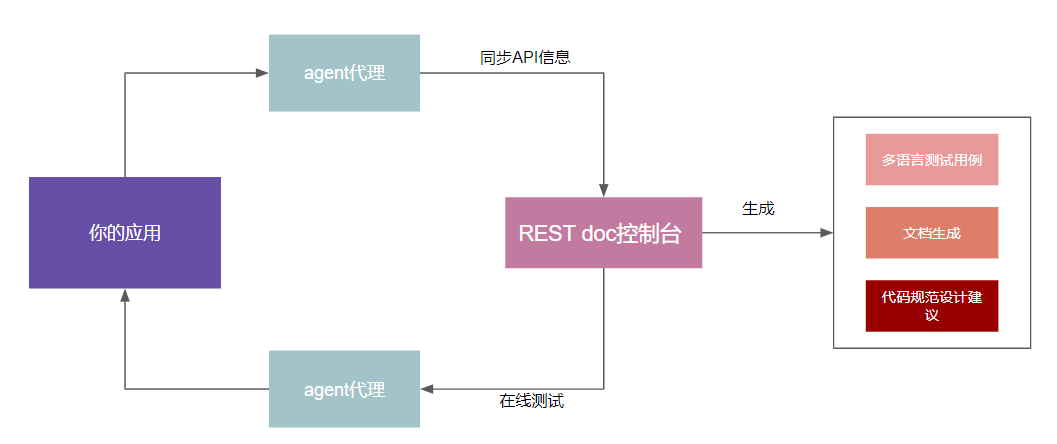 agent代理
同步API信息
你的应用
REST doc控制台
生成
多语言测试用例
文档生成
代码规范设计建
议
agent代理
在线测试